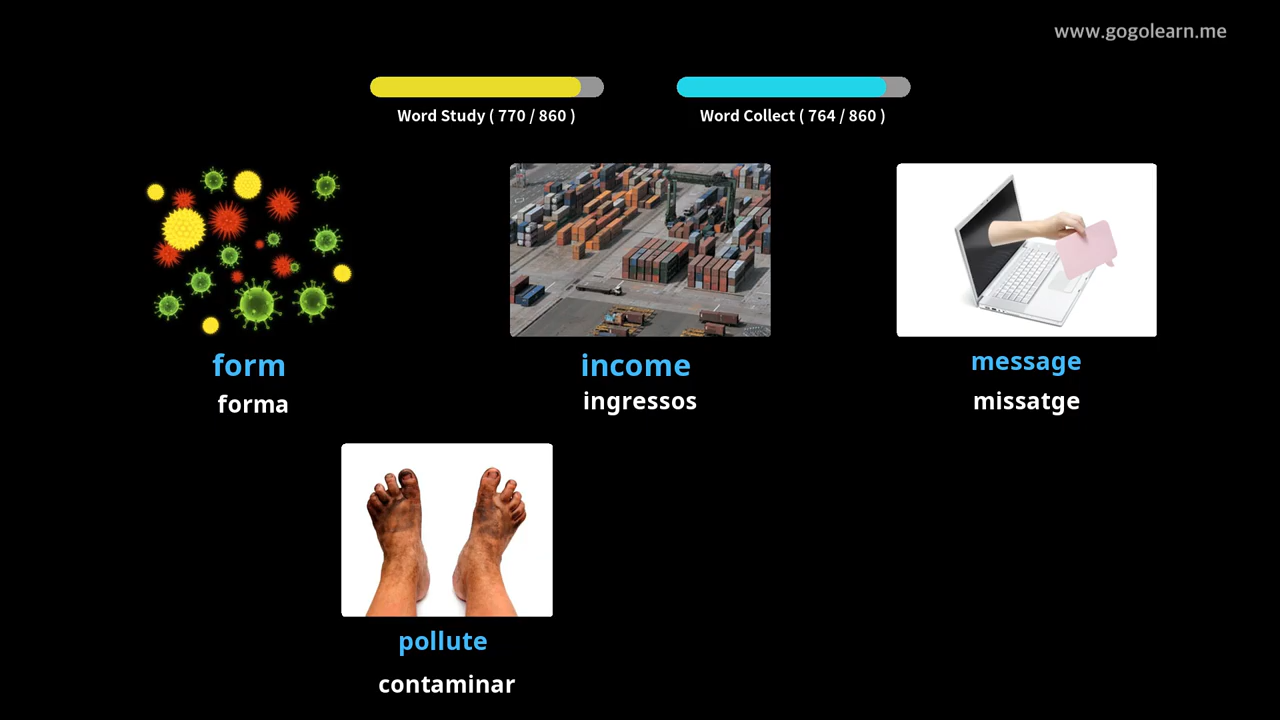 www.gogolearn.me
Word Study ( 770 / 860 )
Word Collect ( 764 / 860 )
form
forma
income
ingressos
message
missatge
pollute
contaminar